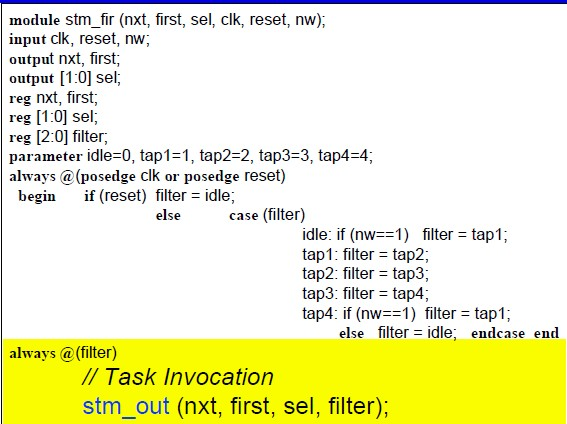 module stm_fir (nxt, first, sel, clk, reset, nw);
input clk, reset, nw;
output nxt, first;
output [1:0] sel;
reg nxt, first;
reg [1:0] sel;
reg [2:0] filter;
parameter idle=0, tap1=1, tap2=2, tap3=3, tap4=4;
always @(posedge clk or posedge reset)
begin if (reset) filter = idle;
else case (filter)
idle: if (nw==1) filter = tap1;
tap1: filter = tap2;
tap2: filter = tap3;
tap3: filter = tap4;
tap4: if (nw==1) filter = tap1;
else filter = idle; endcase end
always @(filter)
// Task Invocation
stm_out (nxt, first, sel, filter);